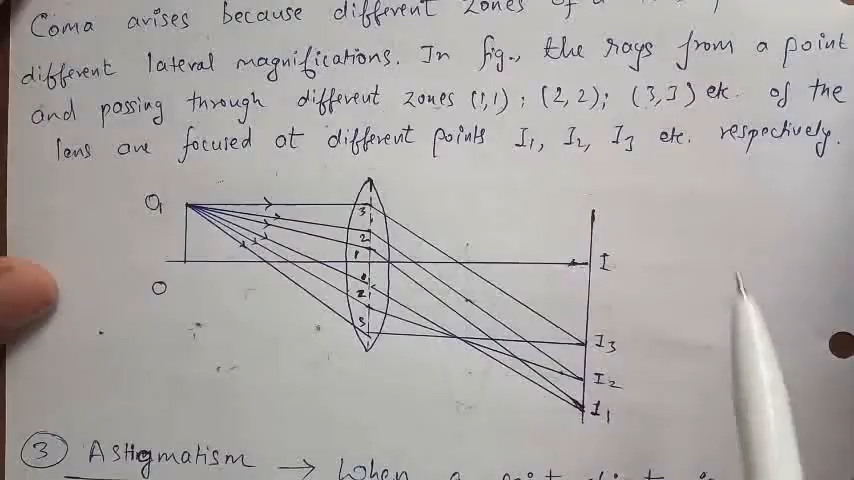 Coma arises because different zones of a
different lateral magnifications. In fig., the rays from a point
and passing through different zones (1,1) ; (2,2); (3,3) etc. of the
lens are focused at different points I1, I2, I3 etc. respectively.
O1
3
2
1
1
2
3
O
I
I3
I2
I1
3 Astigmatism → When a